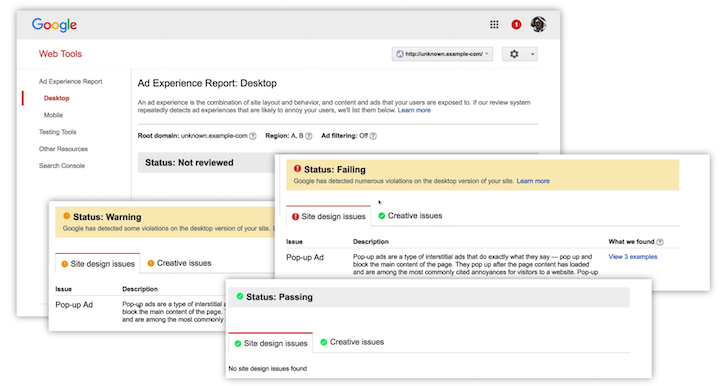 Google
1
Web Tools
http://unknown.example-com/
Ad Experience Report
Desktop
Mobile
Testing Tools
Other Resources
Search Console
Ad Experience Report: Desktop
An ad experience is the combination of site layout and behavior, and content and ads that your users are exposed to. If our review system
repeatedly detects ad experiences that are likely to annoy your users, we'll list them below. Learn more
Root domain: unknown.example-com ? Region: A, B ? Ad filtering: Off ?
Status: Not reviewed
Status: Warning
Google has detected some violations on the desktop version of your site.
Site design issues
Creative issues
Issue Description
Pop-up Ad Pop-up ads are a type of interstitial
block the main content of the page. T
and are among the most commonly
Status: Failing
Google has detected numerous violations on the desktop version of your site. Learn more
Site design issues
Creative issues
Issue Description What we found ?
Pop-up Ad Pop-up ads are a type of interstitial ads that do exactly what they say — pop up and View 3 examples
block the main content of the page. They pop up after the page content has loaded
and are among the most commonly cited annoyances for visitors to a website. Pop-up
Status: Passing
Site design issues
Creative issues
No site design issues found